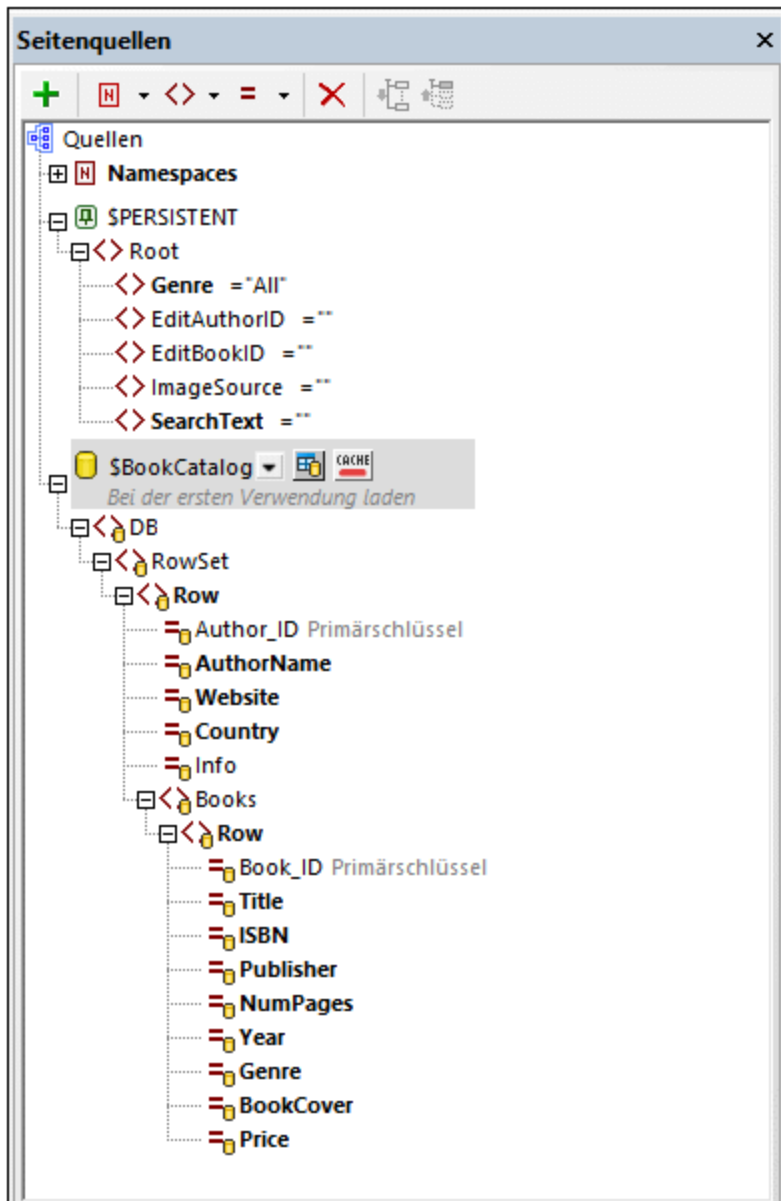 Seitenquellen
Quellen
Namespaces
$PERSISTENT
Root
Genre ="All"
EditAuthorID =""
EditBookID =""
ImageSource =""
SearchText =""
$BookCatalog CACHE
Bei der ersten Verwendung laden
DB
RowSet
Row
Author_ID Primärschlüssel
AuthorName
Website
Country
Info
Books
Row
Book_ID Primärschlüssel
Title
ISBN
Publisher
NumPages
Year
Genre
BookCover
Price